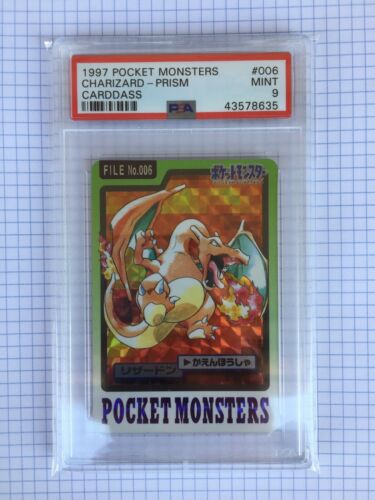 1997 POCKET MONSTERS #006
CHARIZARD - PRISM MINT
CARDDASS 9
PSA 43578635
FILE No.006
ポケットモンスター
リザードン
▶かえんほうしゃ
POCKET MONSTERS